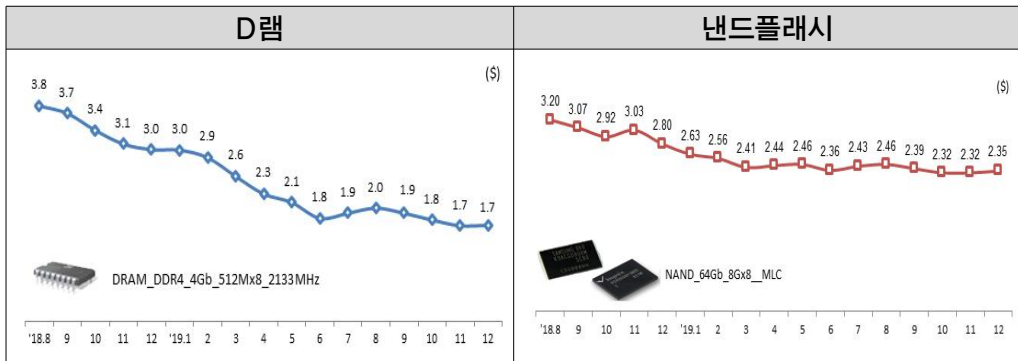 D램
낸드플래시
($)
3.8 3.7 3.4 3.1 3.0 3.0 2.9 2.6 2.3 2.1 1.8 1.9 2.0 1.9 1.8 1.7 1.7
DRAM_DDR4_4Gb_512Mx8_2133MHz
'18.8 9 10 11 12 '19.1 2 3 4 5 6 7 8 9 10 11 12
($)
3.20 3.07 2.92 3.03 2.80 2.63 2.56 2.41 2.44 2.46 2.36 2.43 2.46 2.39 2.32 2.32 2.35
SAMSUNG
NAND_64Gb_8Gx8__MLC
'18.8 9 10 11 12 '19.1 2 3 4 5 6 7 8 9 10 11 12